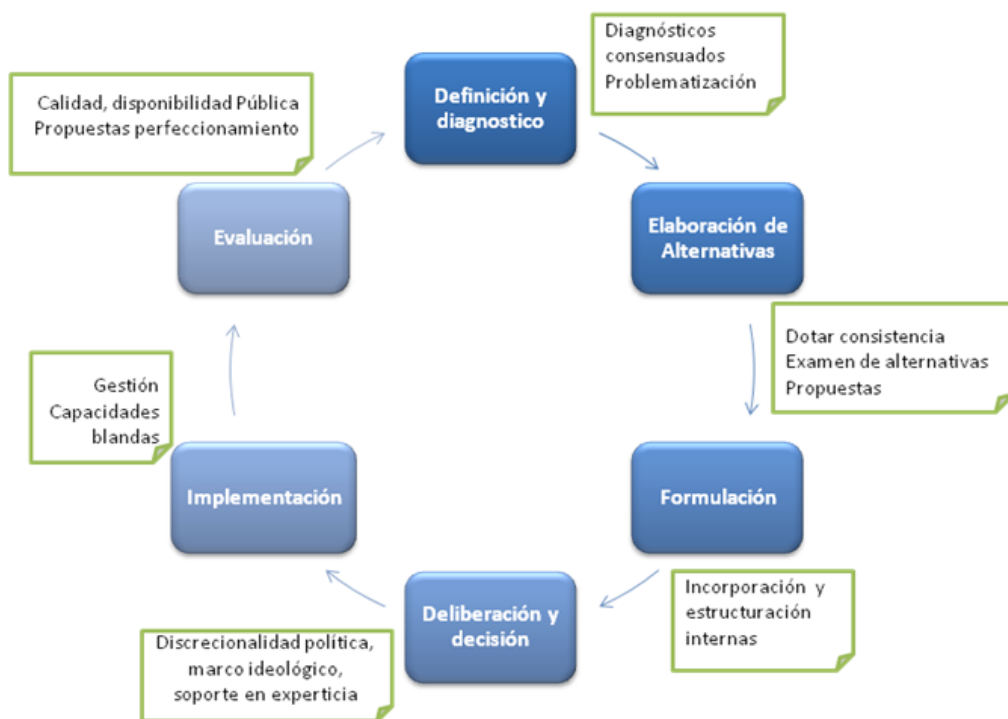 Definición y
diagnostico
Diagnósticos
consensuados
Problematización
Elaboración de
Alternativas
Dotar consistencia
Examen de alternativas
Propuestas
Formulación
Incorporación y
estructuración
internas
Deliberación y
decisión
Discrecionalidad política,
marco ideológico,
soporte en experticia
Implementación
Gestión
Capacidades
blandas
Evaluación
Calidad, disponibilidad Pública
Propuestas perfeccionamiento